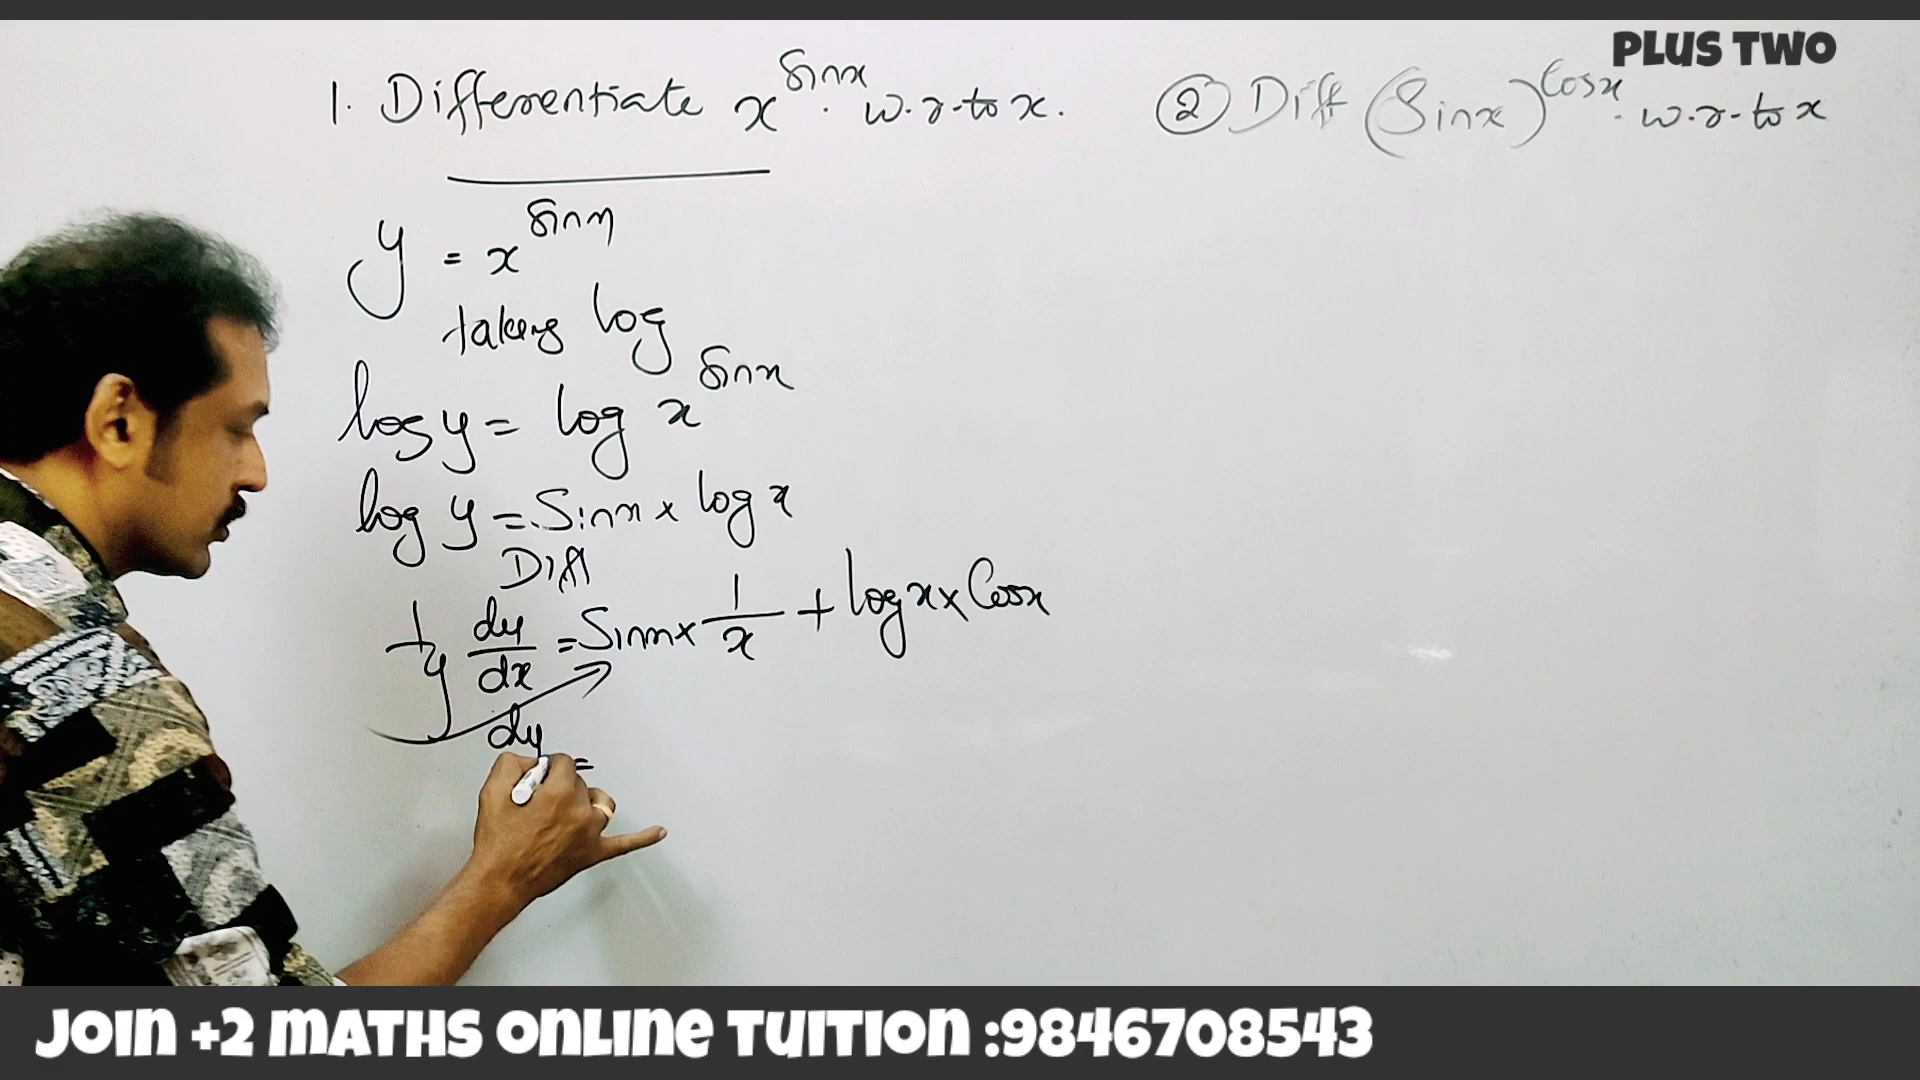 PLUS TWO
1. Differentiate x^sinx . w.r.to x.
② Diff (Sinx)^Cosx . w.r.to x
y = x^sinx
taking log
log y = log x^sinx
log y = Sinx × log x
Diff
1/y dy/dx = Sinx × 1/x + log x × Cosx
dy =
JOIN +2 MATHS ONLINE TUITION :9846708543